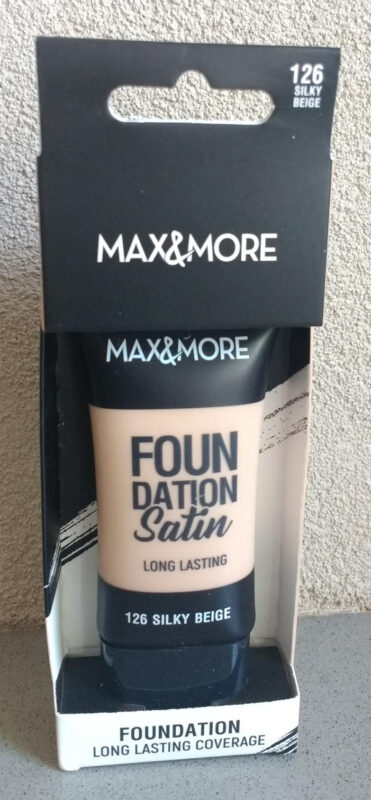 126
SILKY
BEIGE
MAX&MORE
MAX&MORE
FOUN
DATION
Satin
LONG LASTING
126 SILKY BEIGE
FOUNDATION
LONG LASTING COVERAGE